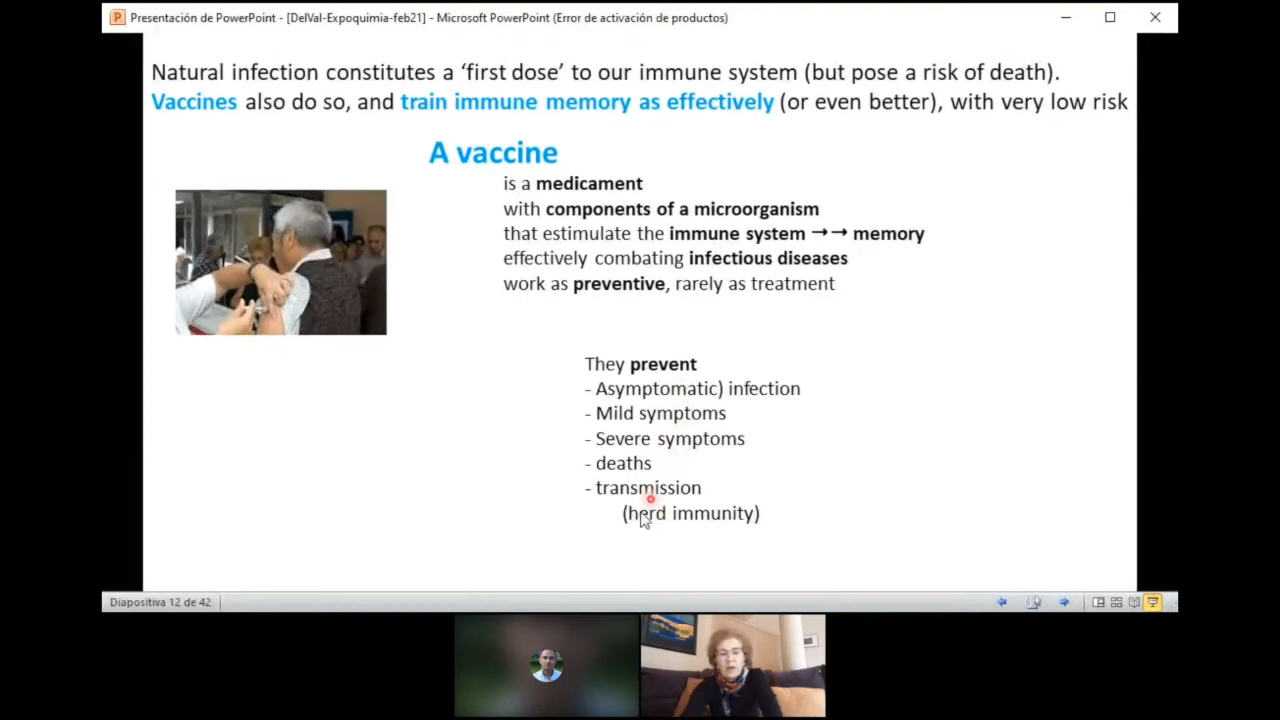 Presentación de PowerPoint - [DelVal-Expoquimia-feb21] - Microsoft PowerPoint (Error de activación de productos)
Natural infection constitutes a ‘first dose’ to our immune system (but pose a risk of death).
Vaccines also do so, and train immune memory as effectively (or even better), with very low risk
A vaccine
is a medicament
with components of a microorganism
that estimulate the immune system →→ memory
effectively combating infectious diseases
work as preventive, rarely as treatment
They prevent
- Asymptomatic) infection
- Mild symptoms
- Severe symptoms
- deaths
- transmission
(herd immunity)
Diapositiva 12 de 42